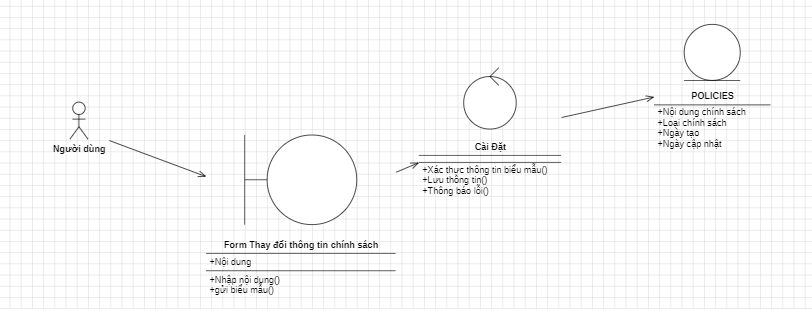 Người dùng
Form Thay đổi thông tin chính sách
+Nội dung
+Nhập nội dung()
+gửi biểu mẫu()
Cài Đặt
+Xác thực thông tin biểu mẫu()
+Lưu thông tin()
+Thông báo lỗi()
POLICIES
+Nội dung chính sách
+Loại chính sách
+Ngày tạo
+Ngày cập nhật